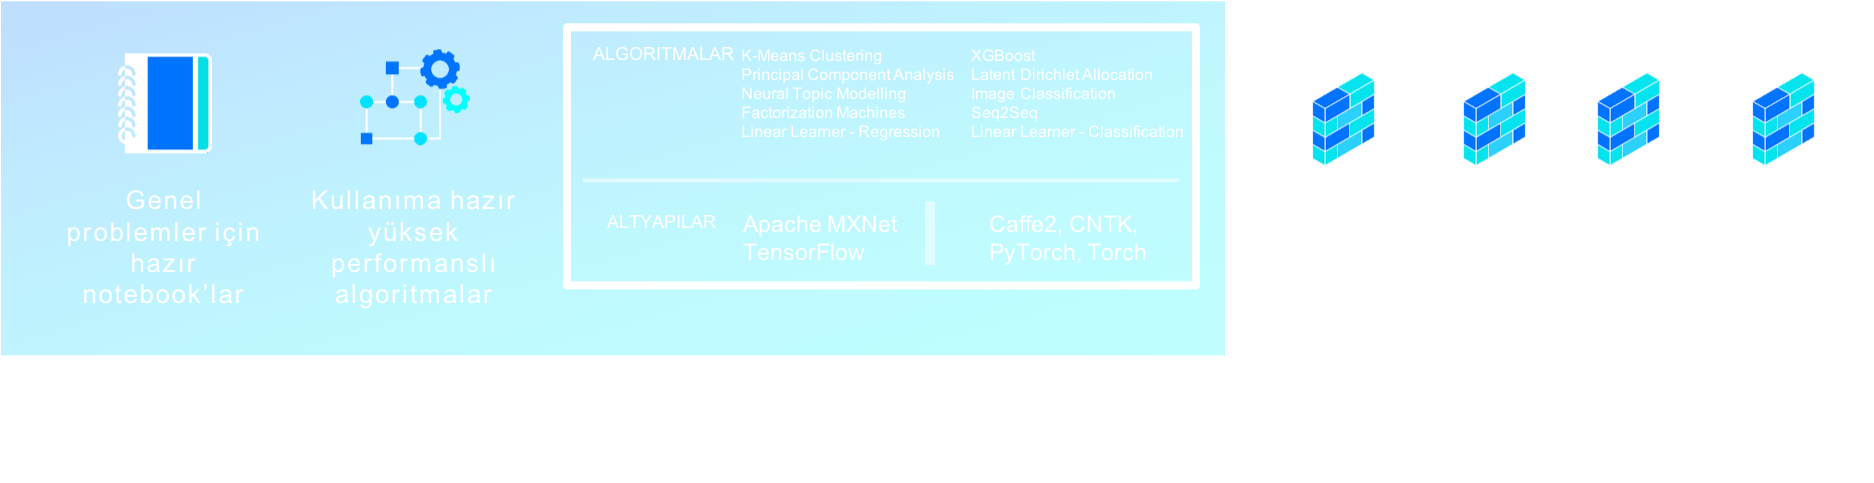 Genel
problemler için
hazır
notebook’lar
Kullanıma hazır
yüksek
performanslı
algoritmalar
ALGORITMALAR
K-Means Clustering
Principal Component Analysis
Neural Topic Modelling
Factorization Machines
Linear Learner - Regression
XGBoost
Latent Dirichlet Allocation
Image Classification
Seq2Seq
Linear Learner - Classification
ALTYAPILAR
Apache MXNet
TensorFlow
Caffe2, CNTK,
PyTorch, Torch